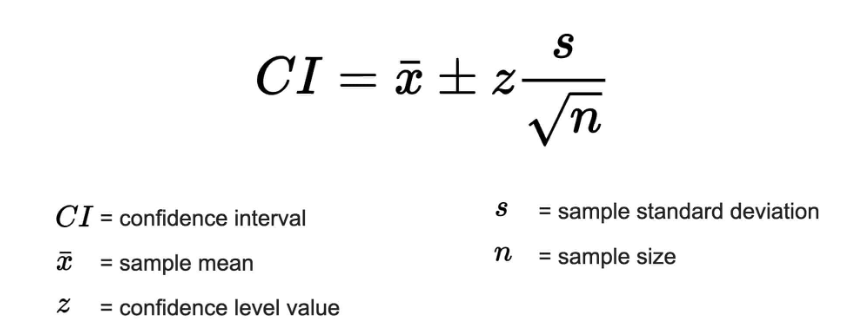 CI = x̄ ± z s/√n
CI = confidence interval
x̄ = sample mean
z = confidence level value
s = sample standard deviation
n = sample size